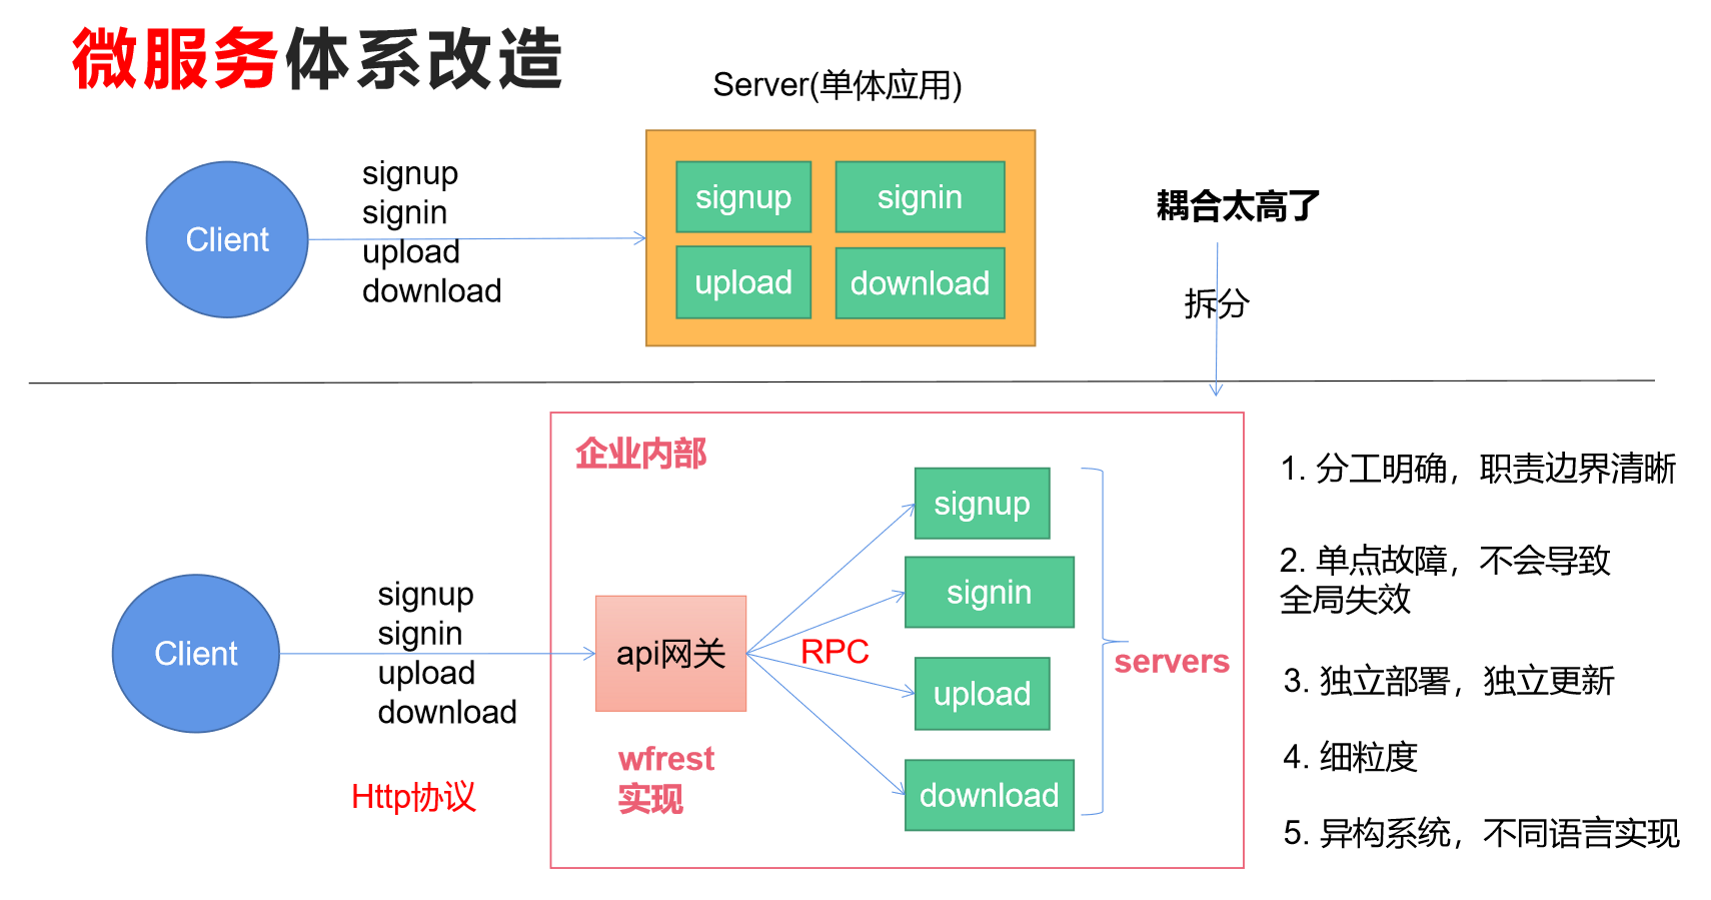 微服务体系改造
Server(单体应用)
Client
signup
signin
upload
download
signup
signin
upload
download
耦合太高了
拆分
企业内部
Client
signup
signin
upload
download
Http协议
api网关
wfrest
实现
RPC
signup
signin
upload
download
servers
1. 分工明确，职责边界清晰
2. 单点故障，不会导致
全局失效
3. 独立部署，独立更新
4. 细粒度
5. 异构系统，不同语言实现